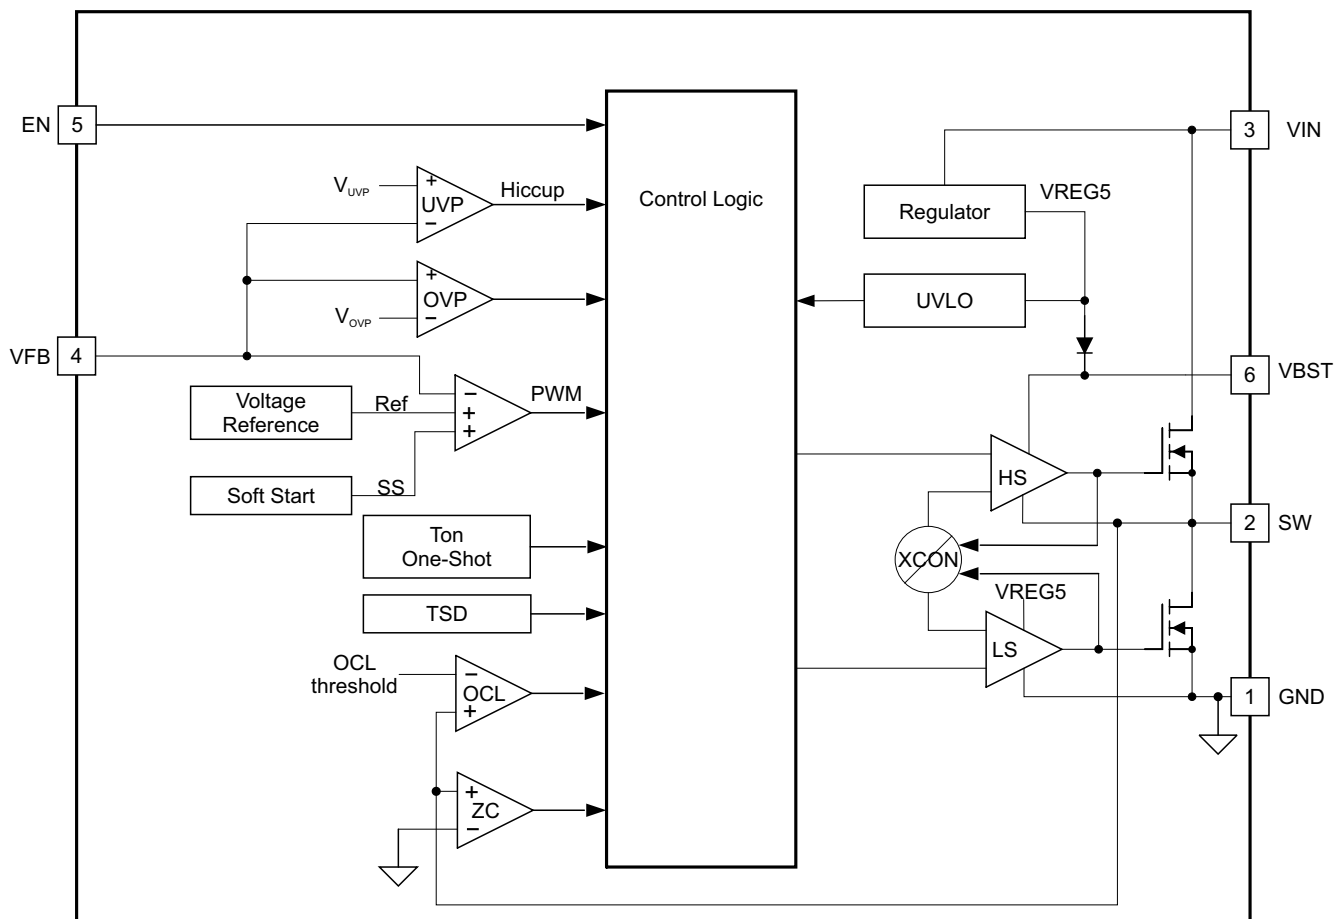 EN
5
3
VIN
V_UVP
+
UVP
−
Hiccup
Control Logic
Regulator
VREG5
+
OVP
−
V_OVP
UVLO
VFB
4
6
VBST
Voltage
Reference
Ref
−
+
+
PWM
Soft Start
SS
HS
Ton
One-Shot
XCON
2
SW
TSD
VREG5
LS
OCL
threshold
−
OCL
+
1
GND
+
ZC
−